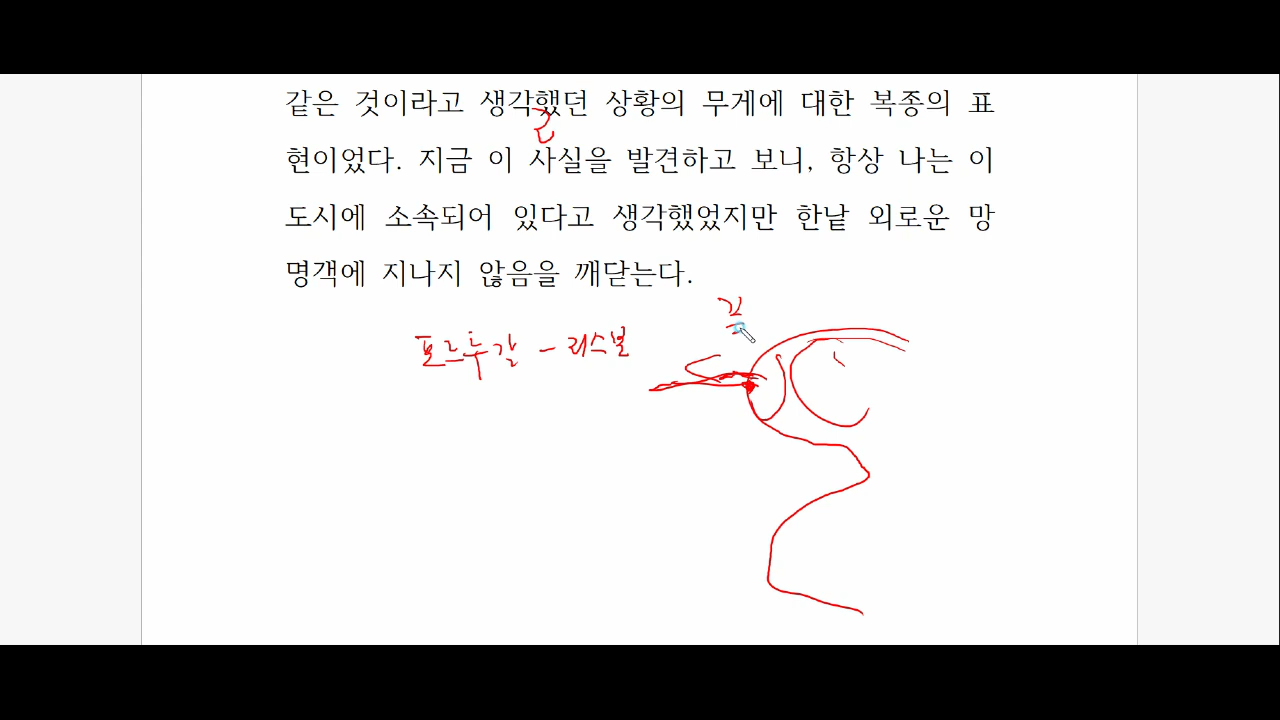 같은 것이라고 생각했던 상황의 무게에 대한 복종의 표
현이었다. 지금 이 사실을 발견하고 보니, 항상 나는 이
도시에 소속되어 있다고 생각했었지만 한낱 외로운 망
명객에 지나지 않음을 깨닫는다.
포르투갈 - 리스본